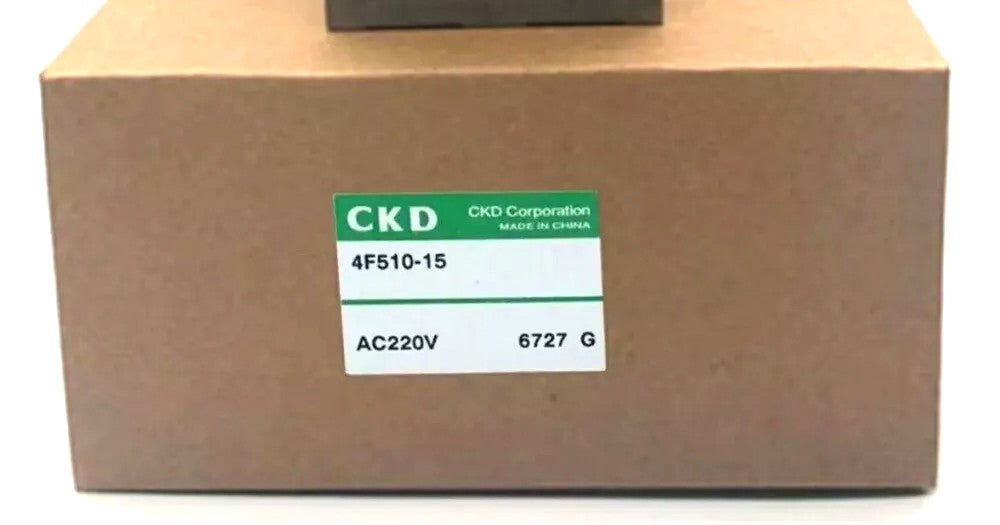 CKD
CKD Corporation
MADE IN CHINA
4F510-15
AC220V 6727 G